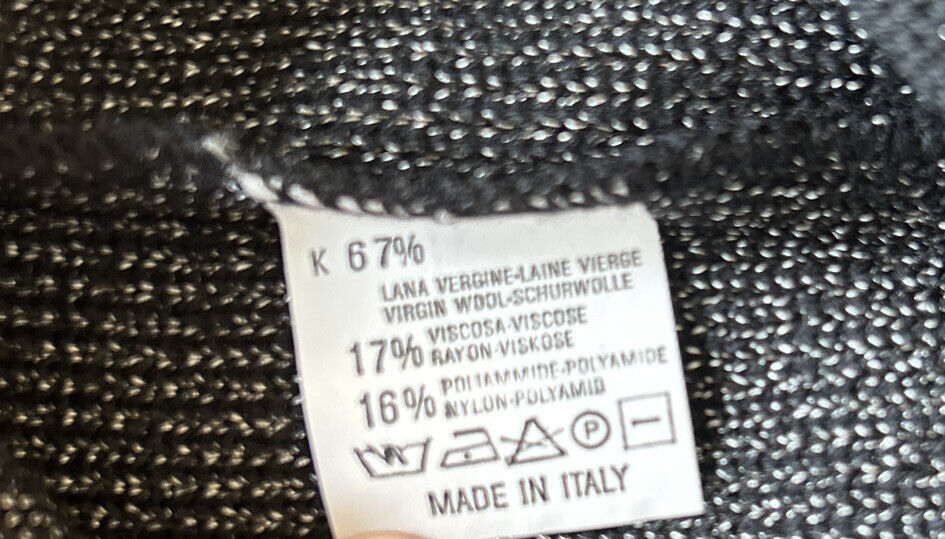 K 67%
LANA VERGINE-LAINE VIERGE
VIRGIN WOOL-SCHURWOLLE
17% VISCOSA-VISCOSE
RAYON-VISKOSE
16% POLIAMMIDE-POLYAMIDE
NYLON-POLYAMID
P
MADE IN ITALY